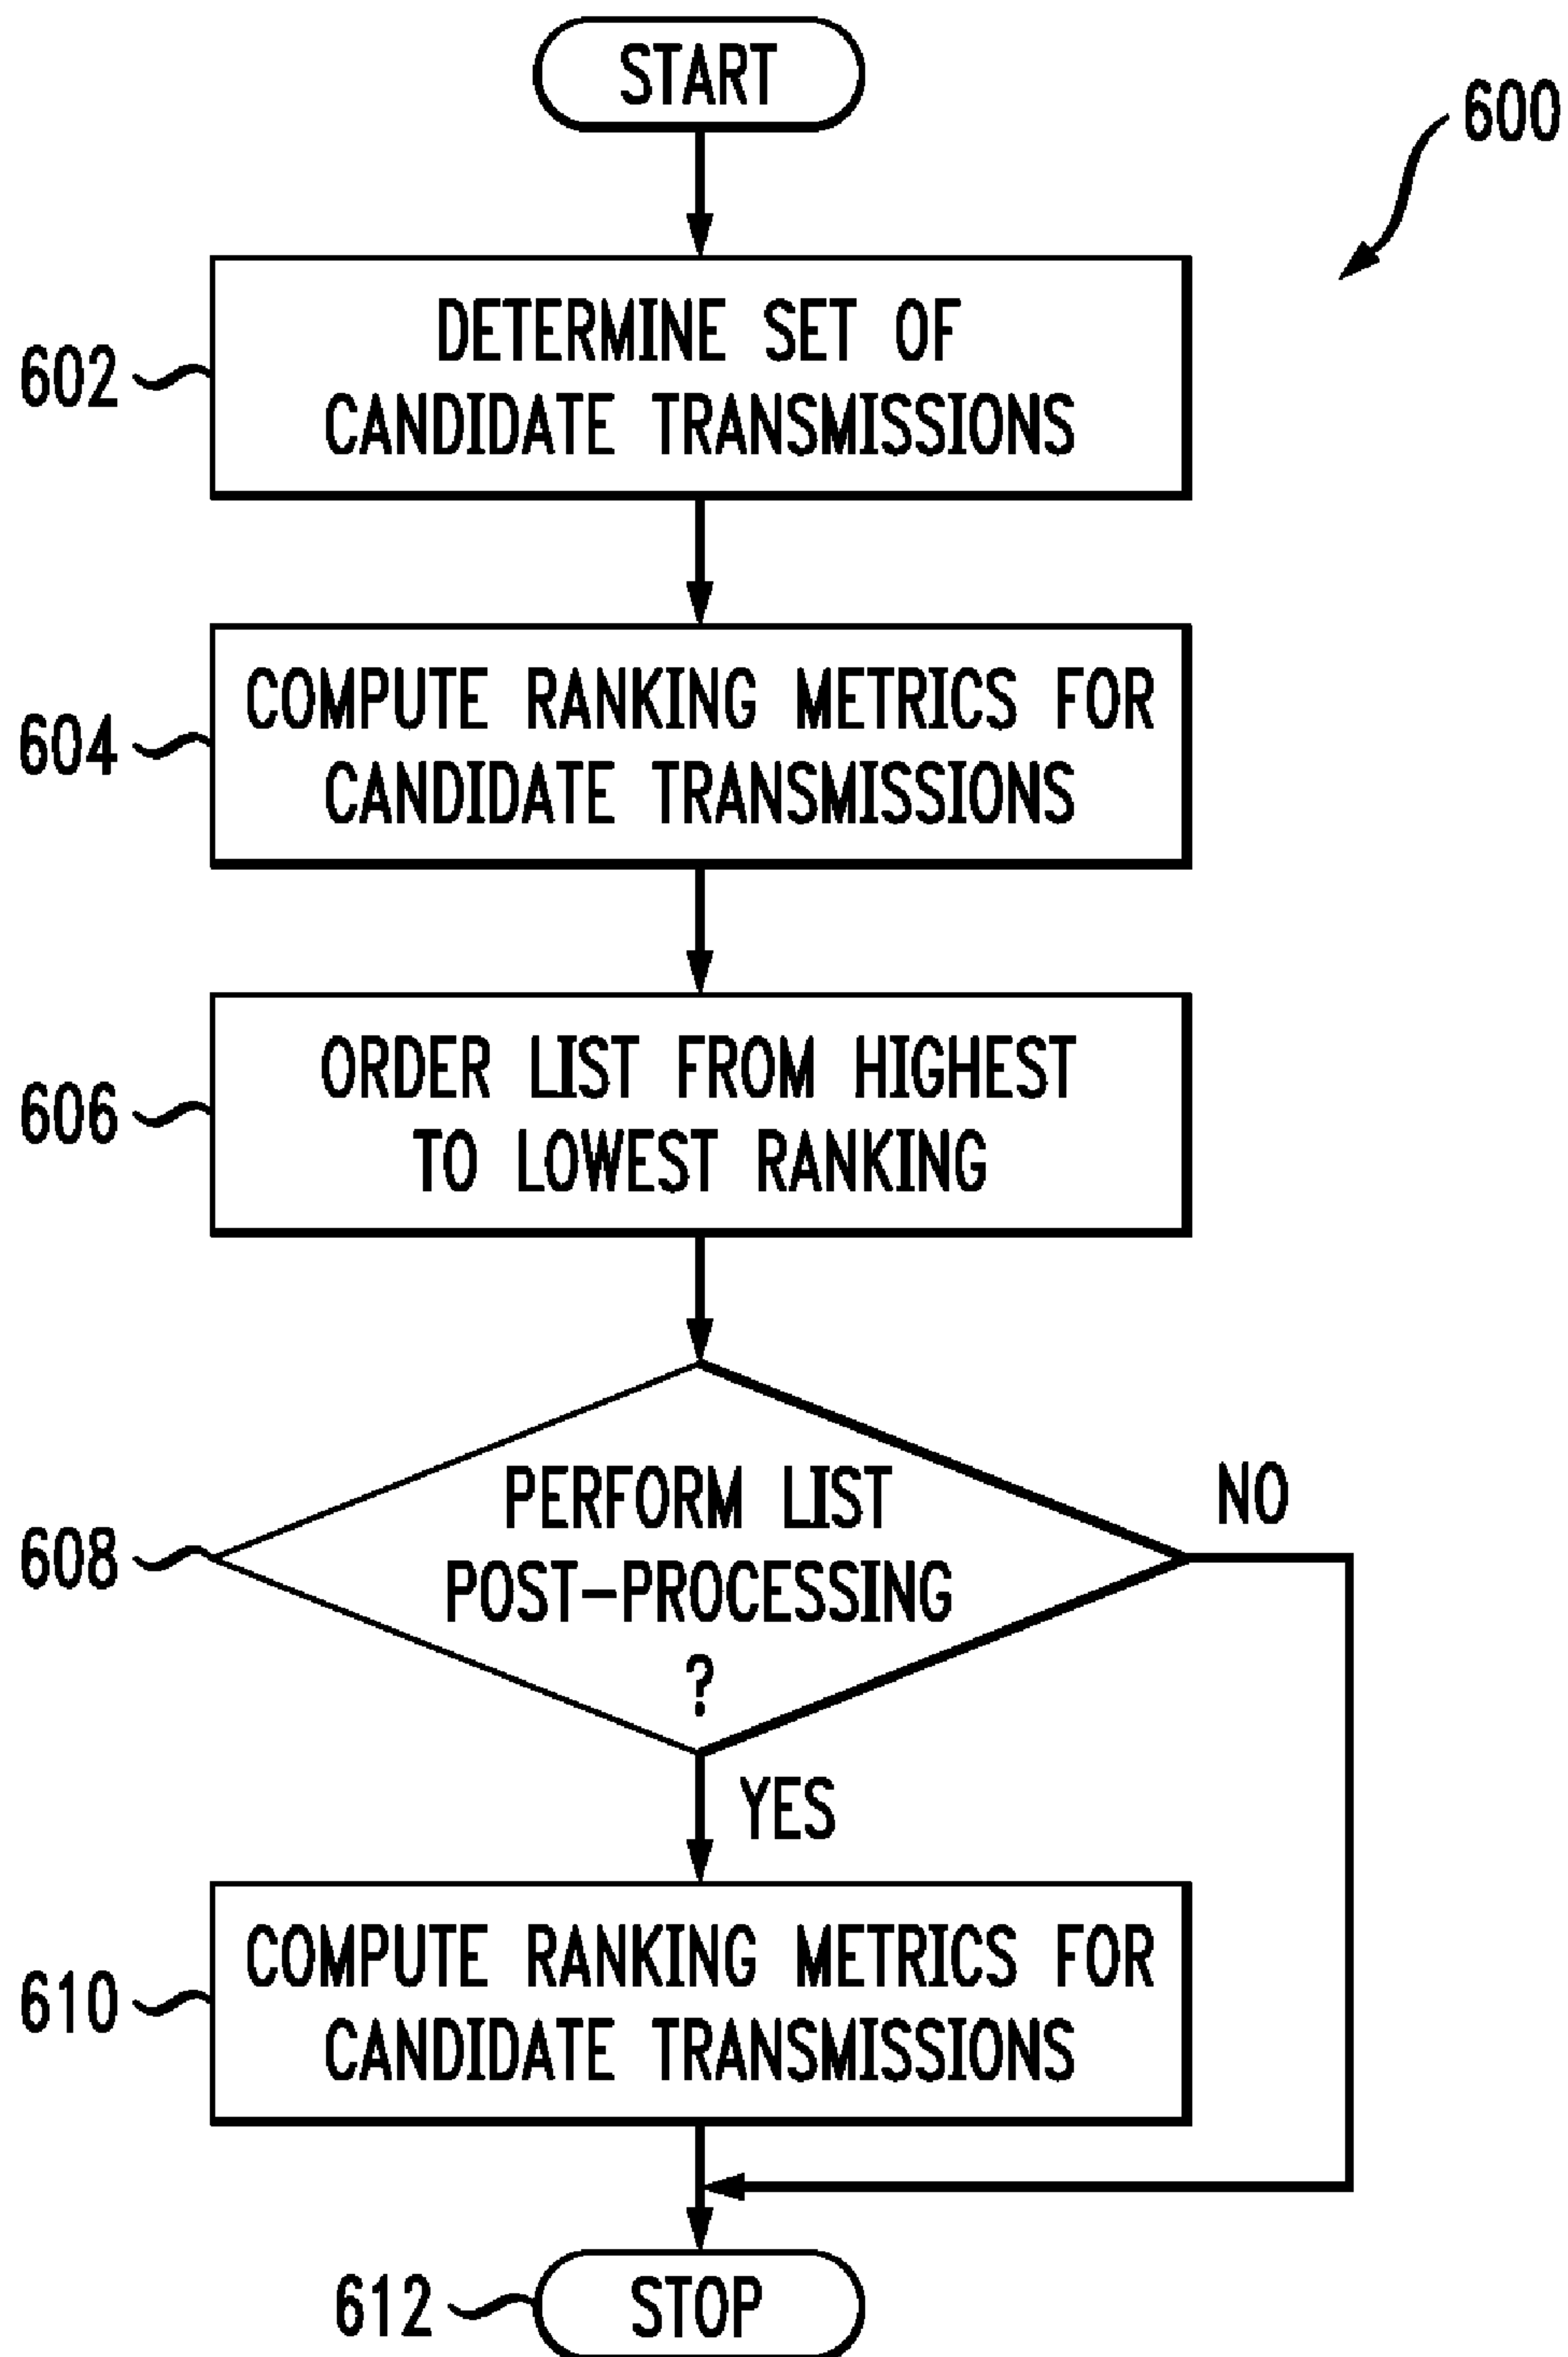 START
600
602
DETERMINE SET OF
CANDIDATE TRANSMISSIONS
604
COMPUTE RANKING METRICS FOR
CANDIDATE TRANSMISSIONS
606
ORDER LIST FROM HIGHEST
TO LOWEST RANKING
608
PERFORM LIST
POST-PROCESSING
?
NO
YES
610
COMPUTE RANKING METRICS FOR
CANDIDATE TRANSMISSIONS
612
STOP